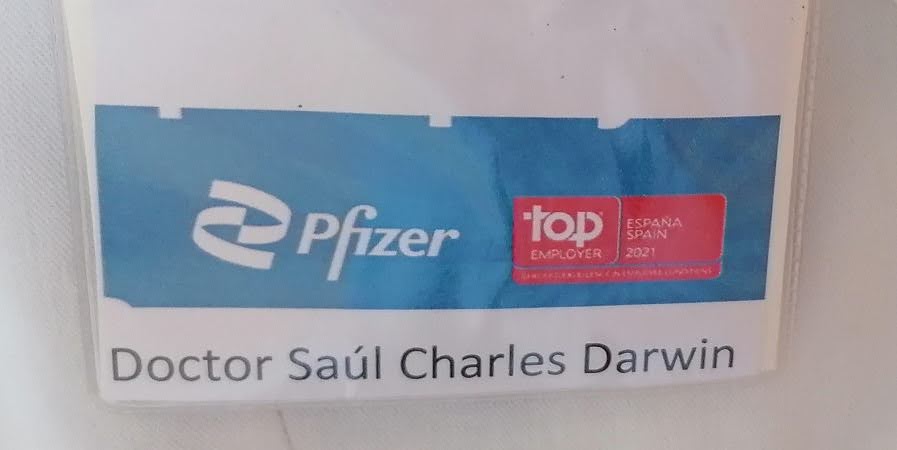 Pfizer
top
EMPLOYER
ESPAÑA
SPAIN
2021
Doctor Saúl Charles Darwin